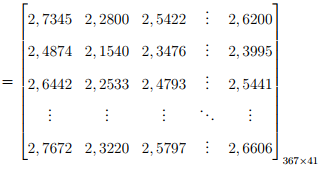 2,7345 2,2800 2,5422 ⋮ 2,6200
2,4874 2,1540 2,3476 ⋮ 2,3995
= 2,6442 2,2533 2,4793 ⋮ 2,5441
⋮ ⋮ ⋮ ⋱ ⋮
2,7672 2,3220 2,5797 ⋮ 2,6606
367×41